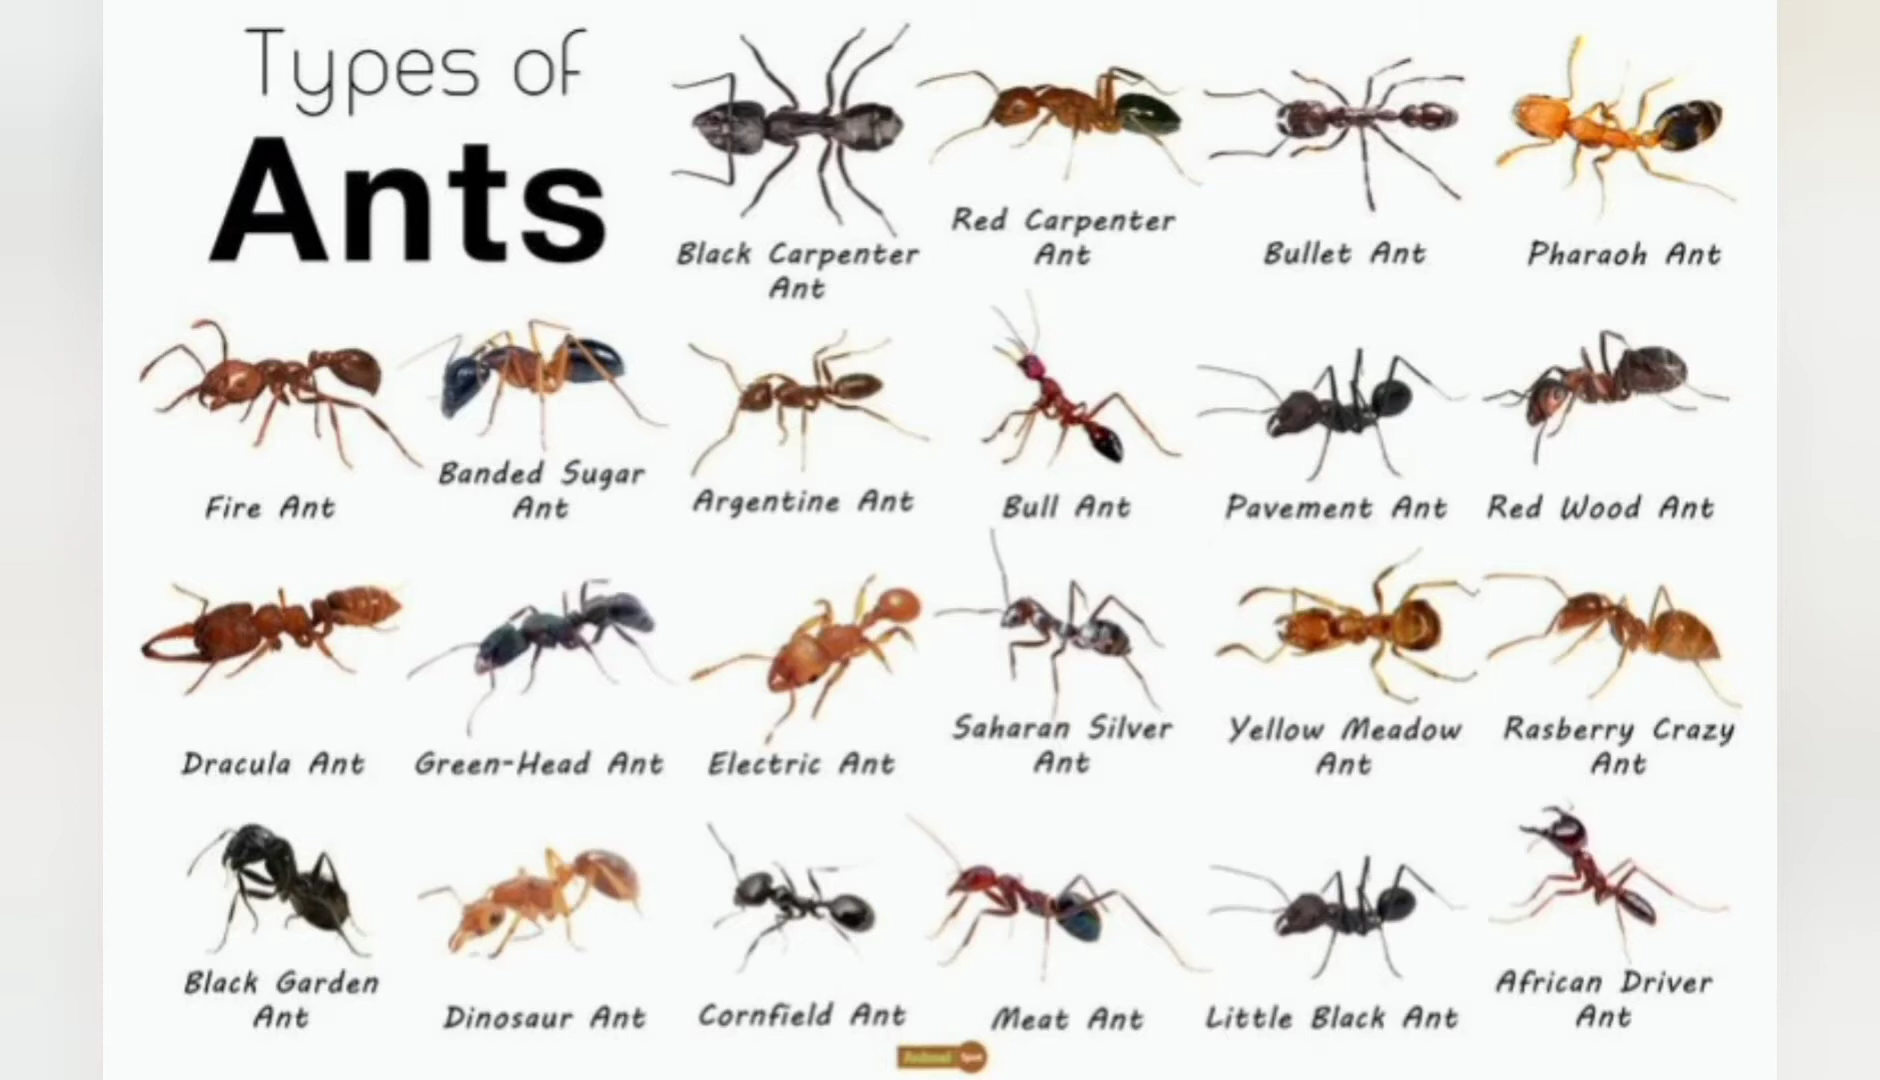 Types of
Ants
Black Carpenter
Ant
Red Carpenter
Ant
Bullet Ant
Pharaoh Ant
Fire Ant
Banded Sugar
Ant
Argentine Ant
Bull Ant
Pavement Ant
Red Wood Ant
Dracula Ant
Green-Head Ant
Electric Ant
Saharan Silver
Ant
Yellow Meadow
Ant
Rasberry Crazy
Ant
Black Garden
Ant
Dinosaur Ant
Cornfield Ant
Meat Ant
Little Black Ant
African Driver
Ant